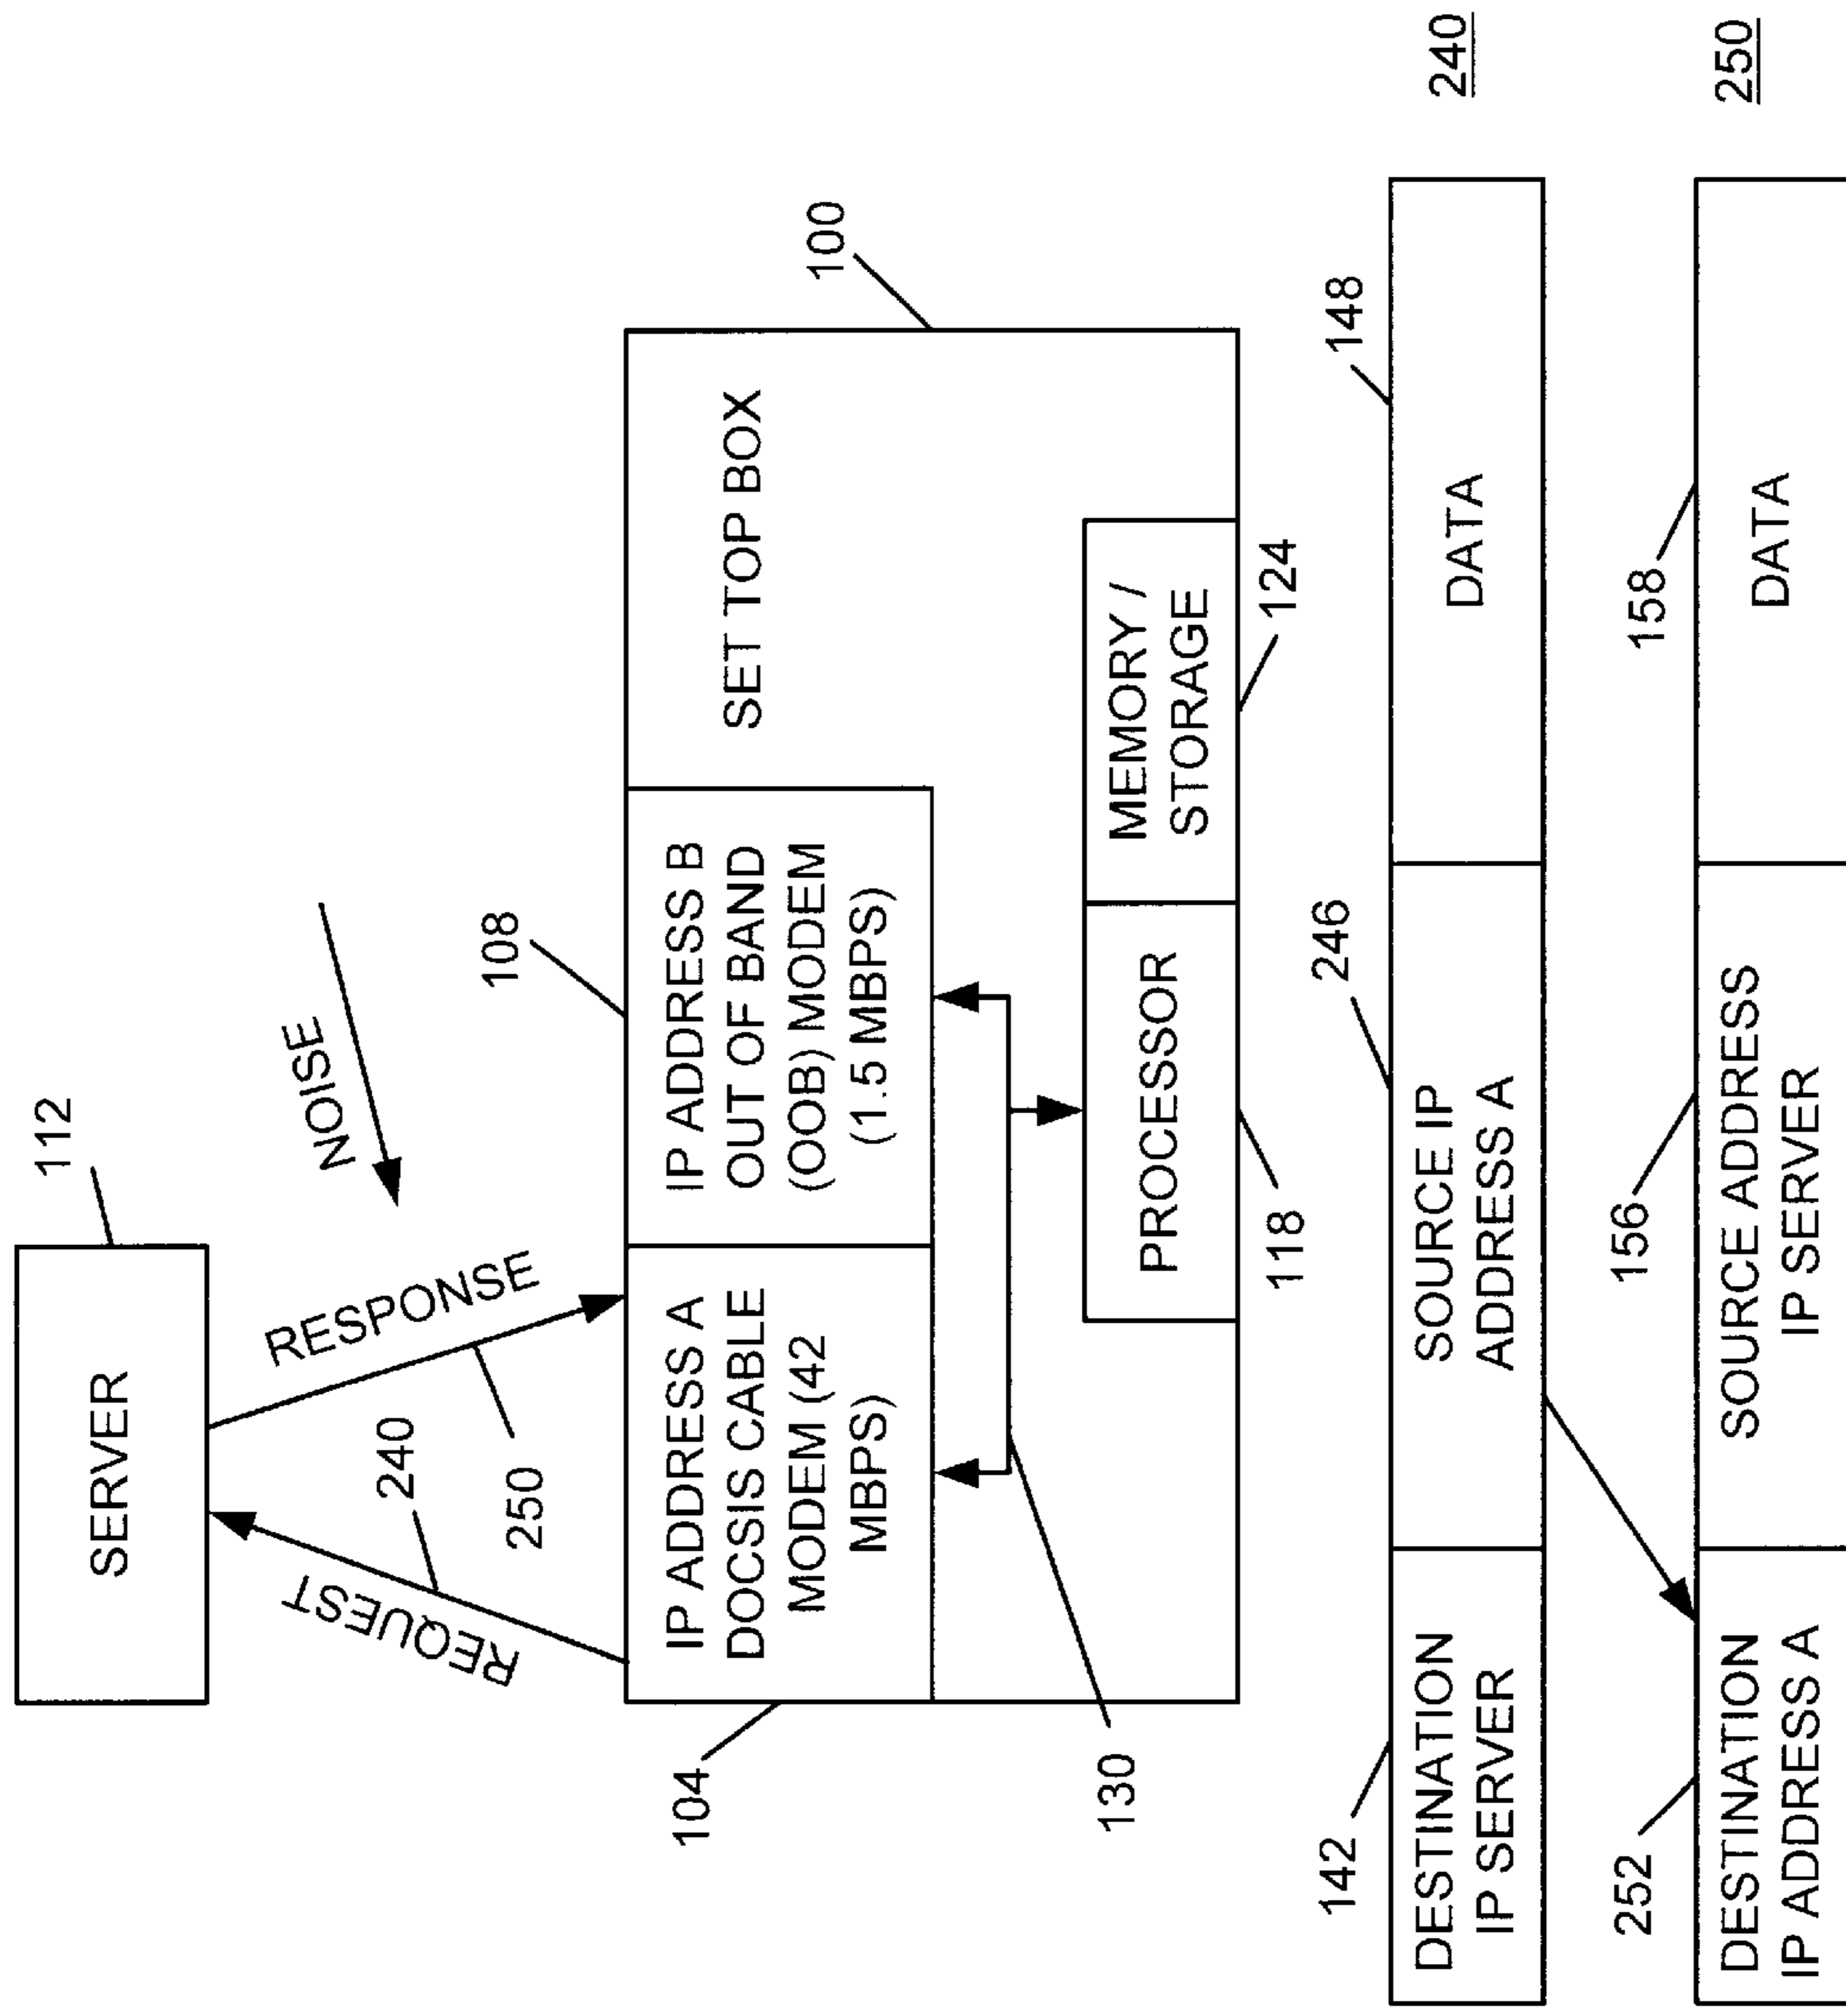 112
SERVER
NOISE
REQUEST
240
RESPONSE
250
108
104
IP ADDRESS A
DOCSIS CABLE
MODEM (42
MBPS)
IP ADDRESS B
OUT OF BAND
(OOB) MODEM
(1.5 MBPS)
SET TOP BOX
100
PROCESSOR
MEMORY /
STORAGE
130
118
124
142
246
148
DESTINATION
IP SERVER
SOURCE IP
ADDRESS A
DATA
240
252
156
158
DESTINATION
IP ADDRESS A
SOURCE ADDRESS
IP SERVER
DATA
250